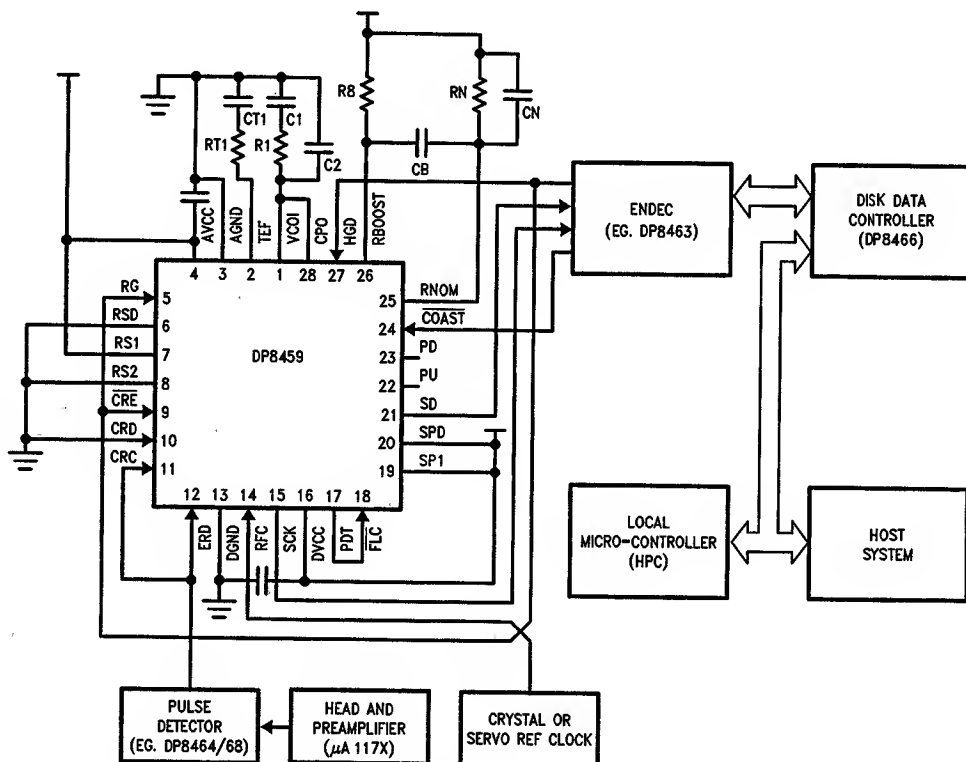 R8
RN
CN
CT1
C1
RT1
R1
C2
CB
AVCC
AGND
TEF
VCOI
CPO
HGD
RBOOST
4
3
2
1
28
27
26
ENDEC
(EG. DP8463)
DISK DATA
CONTROLLER
(DP8466)
RG
5
RSD
6
RS1
7
RS2
8
CRE
9
CRD
10
CRC
11
DP8459
25
RNOM
24
COAST
23
PD
22
PU
21
SD
20
SPD
19
SP1
12
13
14
15
16
17
18
ERD
DGND
RFC
SCK
DVCC
PDT
FLC
LOCAL
MICRO-CONTROLLER
(HPC)
HOST
SYSTEM
PULSE
DETECTOR
(EG. DP8464/68)
HEAD AND
PREAMPLIFIER
(μA 117X)
CRYSTAL OR
SERVO REF CLOCK